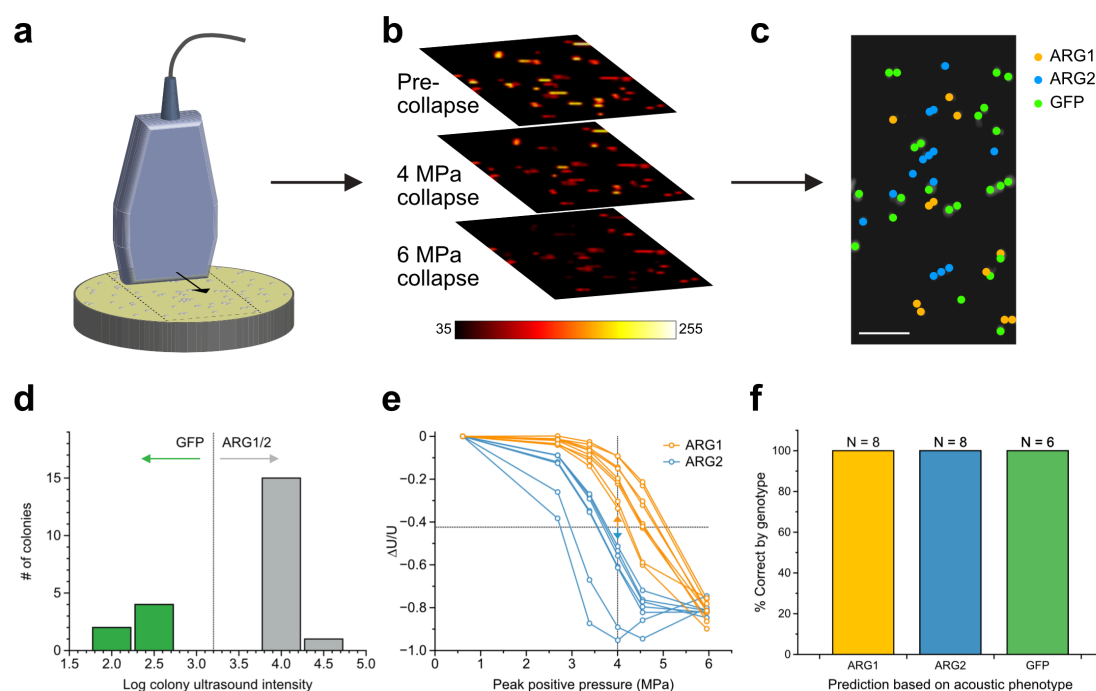 a
b
c
Pre-
collapse
4 MPa
collapse
6 MPa
collapse
35
255
ARG1
ARG2
GFP
d
e
f
GFP
ARG1/2
# of colonies
15
10
5
0
1.5 2.0 2.5 3.0 3.5 4.0 4.5 5.0
Log colony ultrasound intensity
ΔU/U
0
−0.2
−0.4
−0.6
−0.8
−1.0
0 1 2 3 4 5 6
Peak positive pressure (MPa)
ARG1
ARG2
% Correct by genotype
100
80
60
40
20
0
N = 8 N = 8 N = 6
ARG1 ARG2 GFP
Prediction based on acoustic phenotype